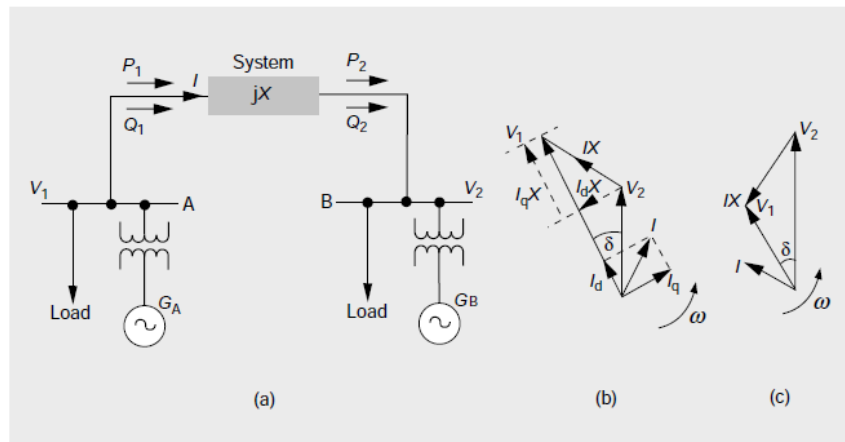 System
P1
P2
I
jX
Q1
Q2
V1
A
B
V2
Load
GA
Load
GB
(a)
V1
IX
IqX
IdX
V2
δ
I
Id
Iq
ω
(b)
V2
IX
V1
δ
I
ω
(c)